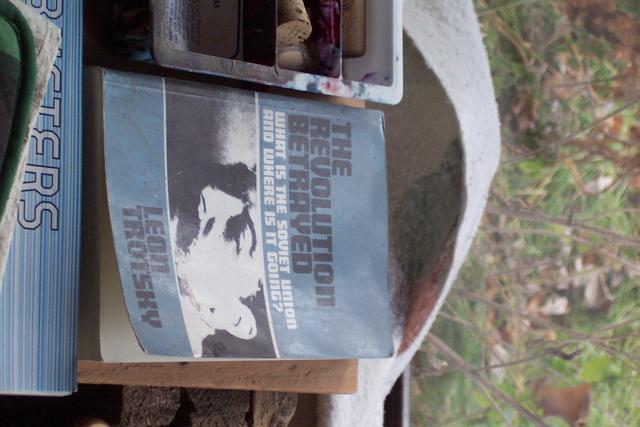 THE
REVOLUTION
BETRAYED
WHAT IS THE SOVIET UNION
AND WHERE IS IT GOING?
LEON
TROTSKY